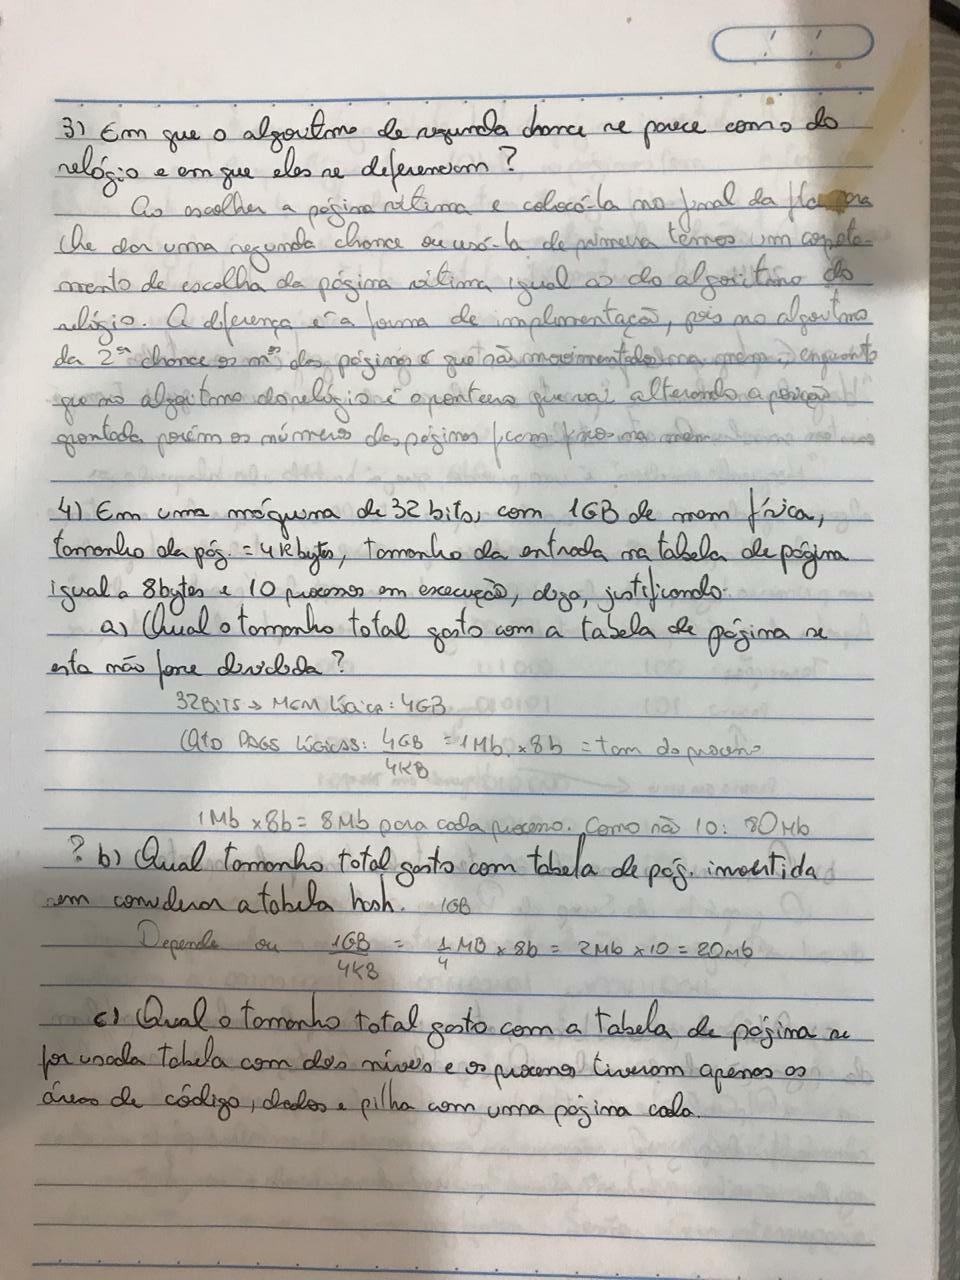 3) Em que o algoritmo de segunda chance se parece como o do
relógio e em que eles se diferenciam?
Ao escolher a página vítima e colocá-la no final da fila para
lhe dar uma segunda chance ou usá-la de primeira temos um
mento de escolha da página vítima igual ao do algoritimo do
relógio. A diferença é a forma de implementação, pois no algoritmo
da 2ª chance os nºs das páginas é que são movimentados na mem, enquanto
que no algoritmo do relógio é o ponteiro que vai alterando a posição
apontada porém os números das páginas ficam fixos na mem
4) Em uma máquina de 32 bits, com 1GB de mem física,
tamanho da pág. = 4Kbytes, tamanho da entrada na tabela de página
igual a 8bytes e 10 processos em execução, diga, justificando:
a) Qual o tamanho total gasto com a tabela de página se
esta não fosse dividida?
32BITS → MEM LÓGICA: 4GB
Qto PAGS LÓGICAS: 4GB/4KB = 1Mb x 8b = tam do processo
1Mb x 8b = 8Mb para cada processo. Como são 10: 80Mb
? b) Qual tamanho total gasto com tabela de pág. invertida
sem considerar a tabela hash. 1GB
Depende ou 1GB/4KB = 1/4 MB x 8b = 2Mb x 10 = 20Mb
c) Qual o tamanho total gasto com a tabela de página se
for usada tabela com dois níveis e os processos tiverem apenas as
áreas de código, dados e pilha com uma página cada.